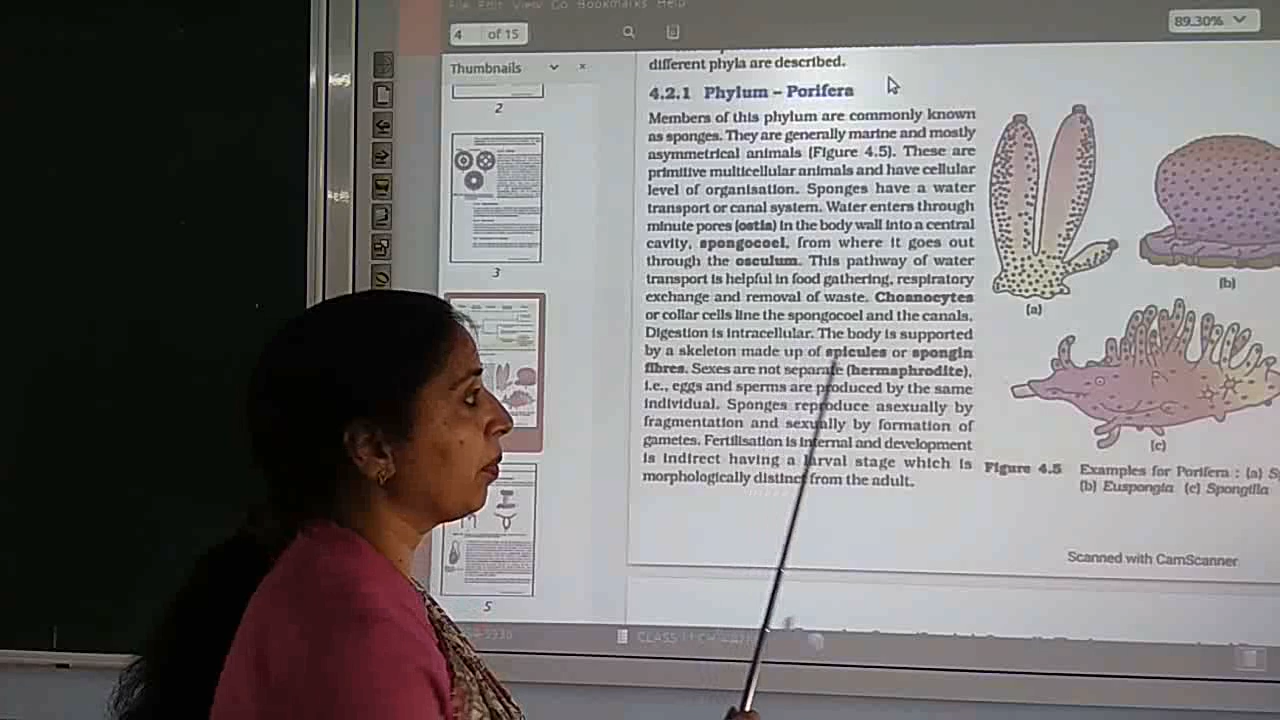 File Edit View Go Bookmarks Help
4 of 15
89.30%
Thumbnails
2
3
5
different phyla are described.
4.2.1 Phylum – Porifera
Members of this phylum are commonly known
as sponges. They are generally marine and mostly
asymmetrical animals (Figure 4.5). These are
primitive multicellular animals and have cellular
level of organisation. Sponges have a water
transport or canal system. Water enters through
minute pores (ostia) in the body wall into a central
cavity, spongocoel, from where it goes out
through the osculum. This pathway of water
transport is helpful in food gathering, respiratory
exchange and removal of waste. Choanocytes
or collar cells line the spongocoel and the canals.
Digestion is intracellular. The body is supported
by a skeleton made up of spicules or spongin
fibres. Sexes are not separate (hermaphrodite),
i.e., eggs and sperms are produced by the same
individual. Sponges reproduce asexually by
fragmentation and sexually by formation of
gametes. Fertilisation is internal and development
is indirect having a larval stage which is
morphologically distinct from the adult.
(a)
(b)
(c)
Figure 4.5 Examples for Porifera : (a)
(b) Euspongia (c) Spongilla
Scanned with CamScanner
CLASS